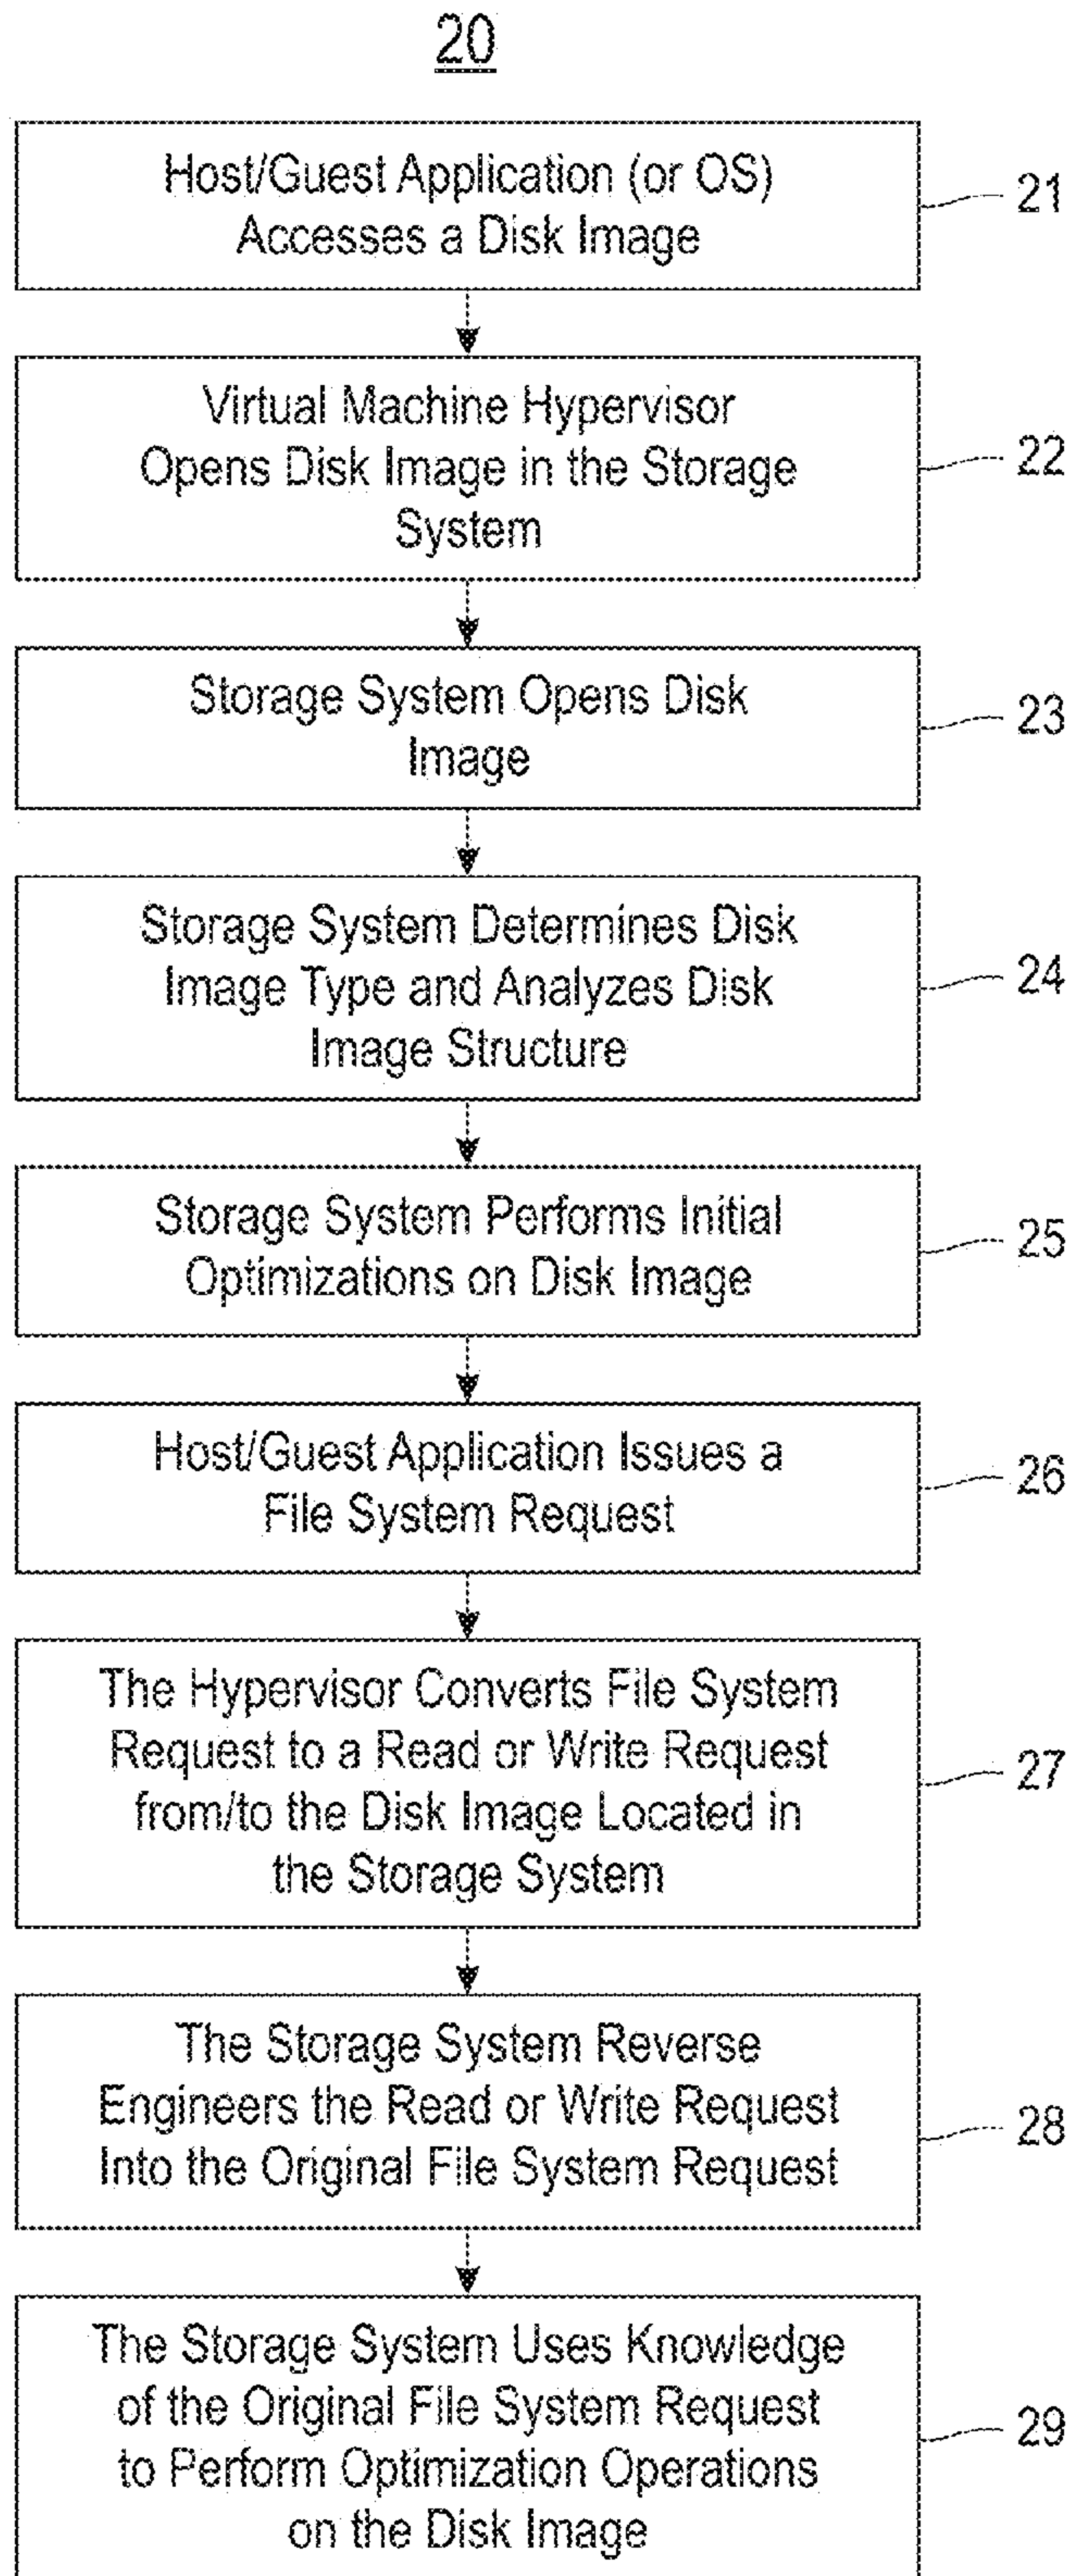 20
Host/Guest Application (or OS)
Accesses a Disk Image
21
Virtual Machine Hypervisor
Opens Disk Image in the Storage
System
22
Storage System Opens Disk
Image
23
Storage System Determines Disk
Image Type and Analyzes Disk
Image Structure
24
Storage System Performs Initial
Optimizations on Disk Image
25
Host/Guest Application Issues a
File System Request
26
The Hypervisor Converts File System
Request to a Read or Write Request
from/to the Disk Image Located in
the Storage System
27
The Storage System Reverse
Engineers the Read or Write Request
Into the Original File System Request
28
The Storage System Uses Knowledge
of the Original File System Request
to Perform Optimization Operations
on the Disk Image
29